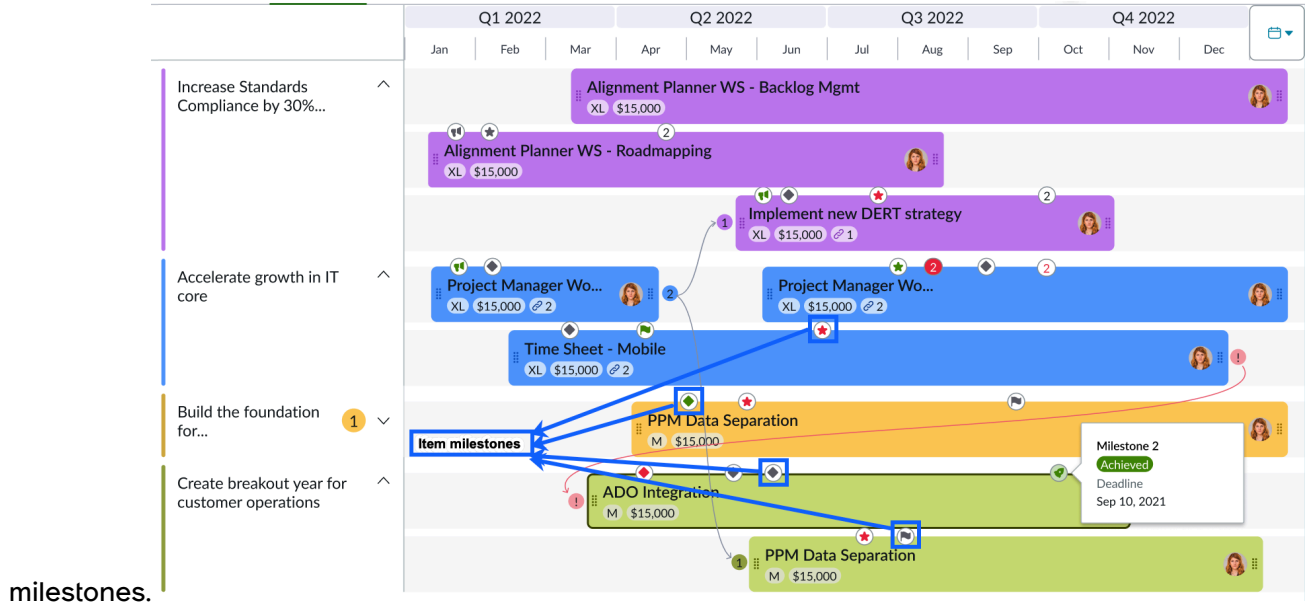 Q1 2022 Q2 2022 Q3 2022 Q4 2022
Jan Feb Mar Apr May Jun Jul Aug Sep Oct Nov Dec
Increase Standards
Compliance by 30%...
Alignment Planner WS - Backlog Mgmt
XL $15,000
2
Alignment Planner WS - Roadmapping
XL $15,000
2
1
Implement new DERT strategy
XL $15,000 1
Accelerate growth in IT
core
Project Manager Wo...
XL $15,000 2
2
2
2
Project Manager Wo...
XL $15,000 2
Time Sheet - Mobile
XL $15,000 2
!
Build the foundation
for...
1
PPM Data Separation
M $15,000
Item milestones
Milestone 2
Achieved
Deadline
Sep 10, 2021
Create breakout year for
customer operations
!
ADO Integration
M $15,000
1
PPM Data Separation
M $15,000
milestones.